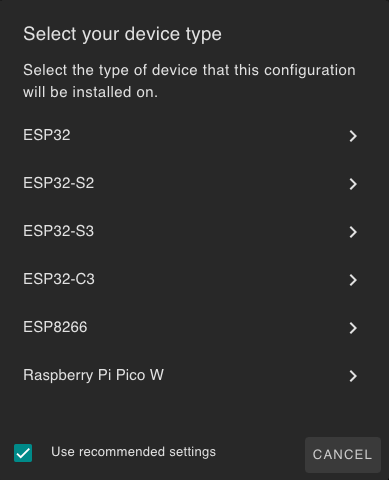 Select your device type
Select the type of device that this configuration
will be installed on.
ESP32
ESP32-S2
ESP32-S3
ESP32-C3
ESP8266
Raspberry Pi Pico W
Use recommended settings
CANCEL